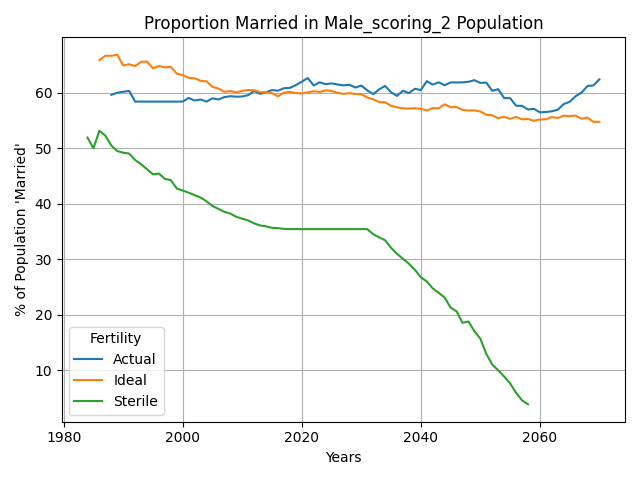 Proportion Married in Male_scoring_2 Population
% of Population 'Married'
60
50
40
30
20
10
Fertility
Actual
Ideal
Sterile
1980 2000 2020 2040 2060
Years